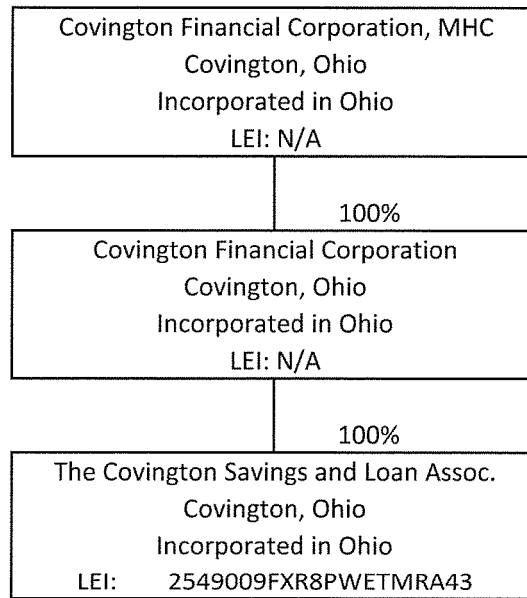 Covington Financial Corporation, MHC
Covington, Ohio
Incorporated in Ohio
LEI: N/A
100%
Covington Financial Corporation
Covington, Ohio
Incorporated in Ohio
LEI: N/A
100%
The Covington Savings and Loan Assoc.
Covington, Ohio
Incorporated in Ohio
LEI: 2549009FXR8PWETMRA43